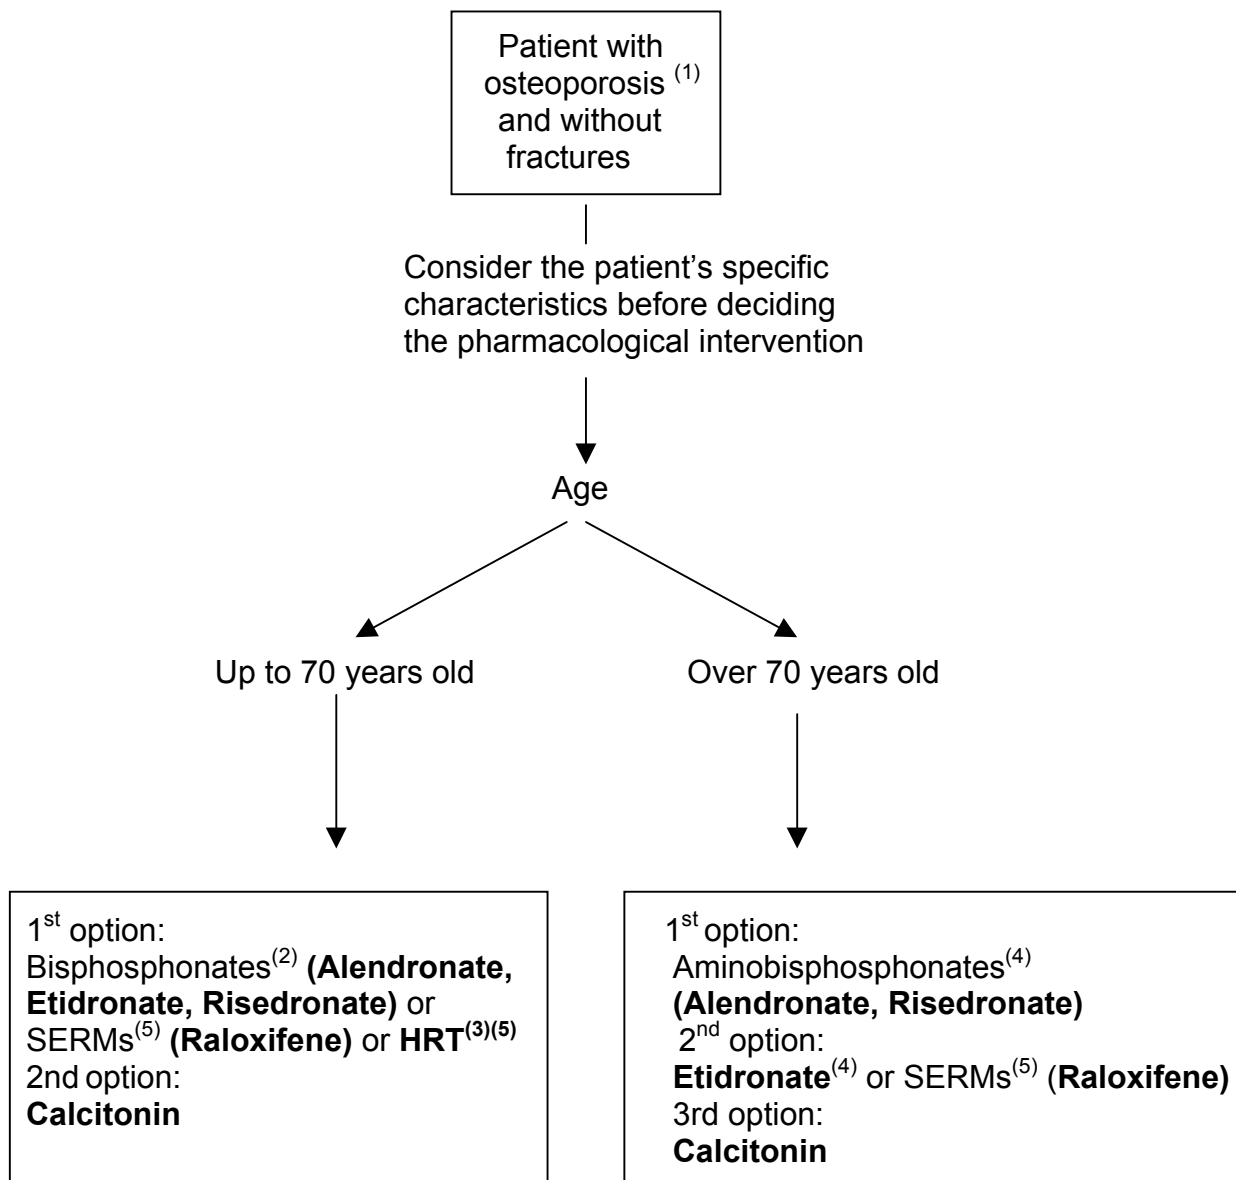 Patient with
osteoporosis (1)
and without
fractures
Consider the patient’s specific
characteristics before deciding
the pharmacological intervention
Age
Up to 70 years old
Over 70 years old
1st option:
Bisphosphonates(2) (Alendronate,
Etidronate, Risedronate) or
SERMs(5) (Raloxifene) or HRT(3)(5)
2nd option:
Calcitonin
1st option:
Aminobisphosphonates(4)
(Alendronate, Risedronate)
2nd option:
Etidronate(4) or SERMs(5) (Raloxifene)
3rd option:
Calcitonin